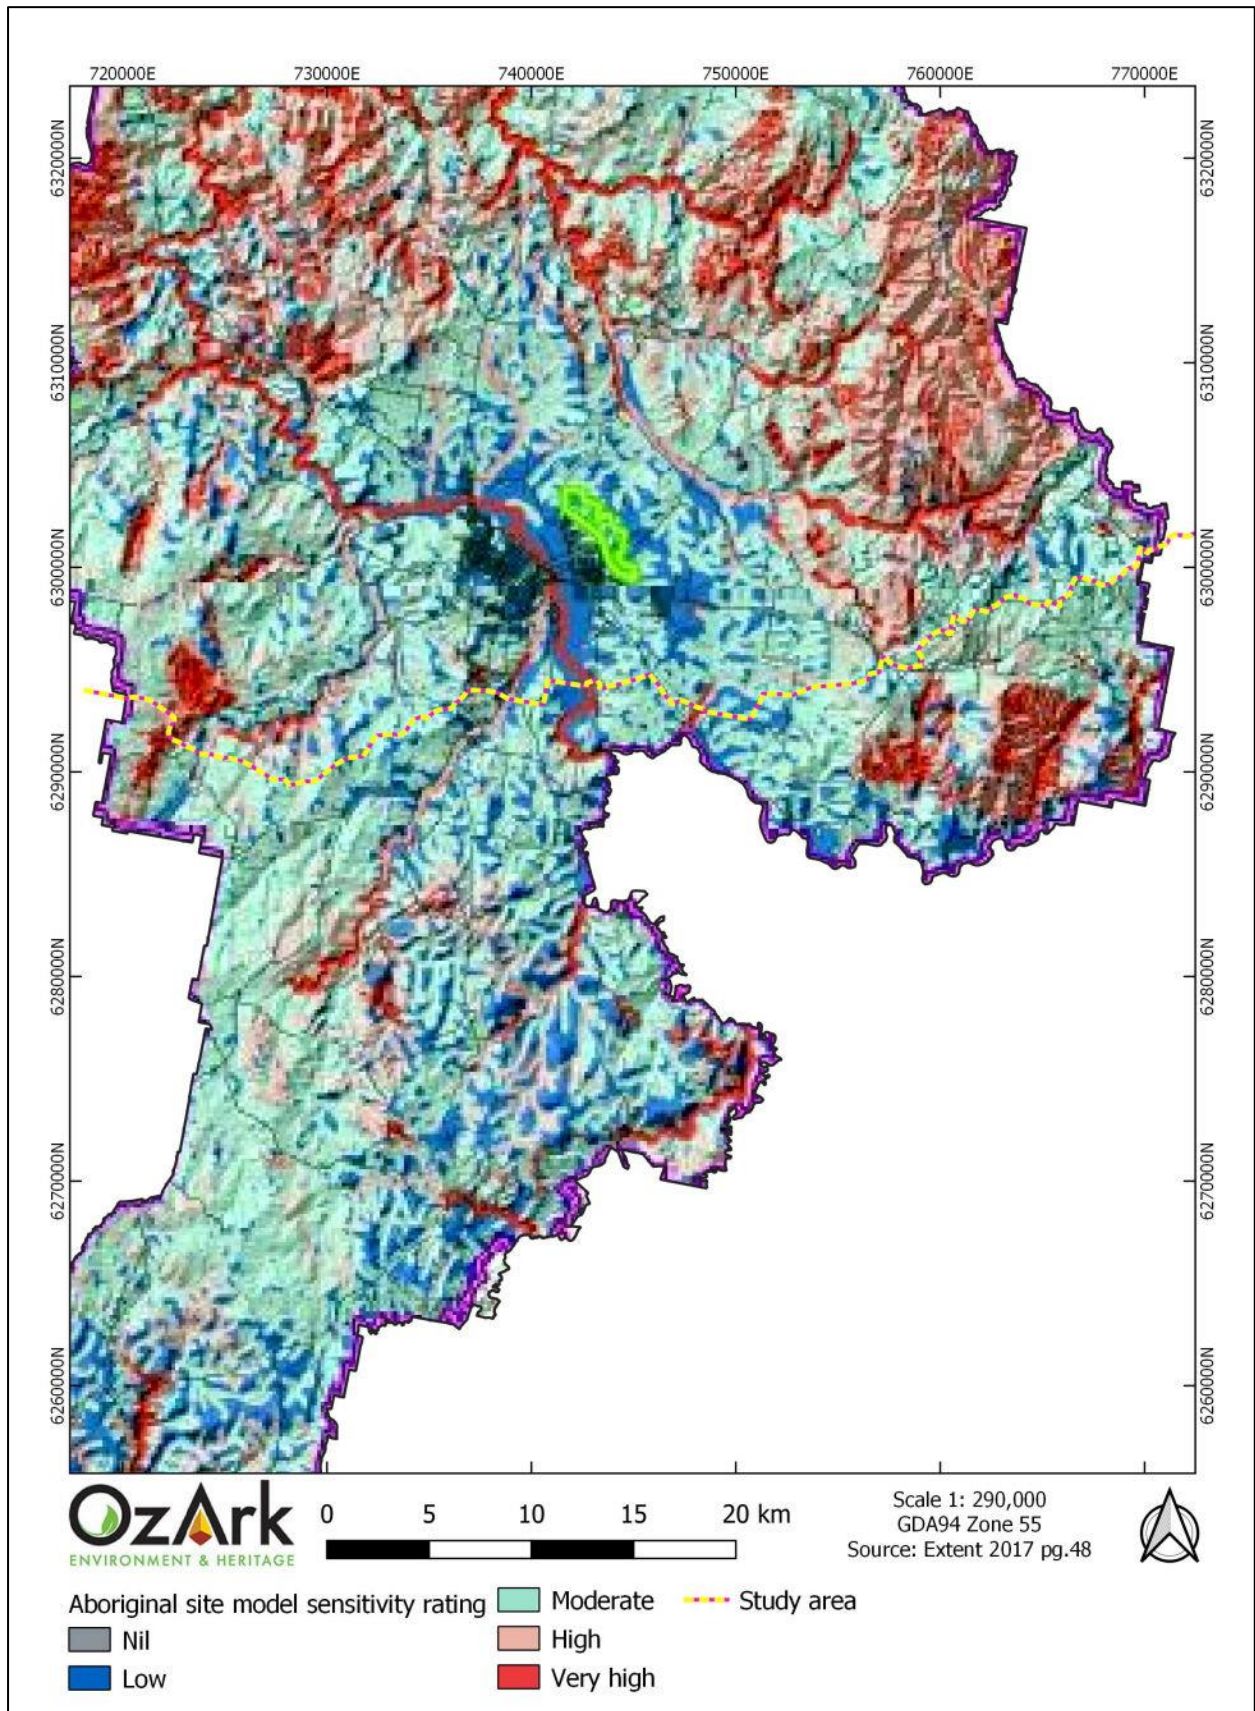 720000E 730000E 740000E 750000E 760000E 770000E
6320000N 6320000N
6310000N 6310000N
6300000N 6300000N
6290000N 6290000N
6280000N 6280000N
6270000N 6270000N
6260000N 6260000N
OzArk
ENVIRONMENT & HERITAGE
0 5 10 15 20 km
Scale 1: 290,000
GDA94 Zone 55
Source: Extent 2017 pg.48
Aboriginal site model sensitivity rating
Nil
Low
Moderate
High
Very high
Study area